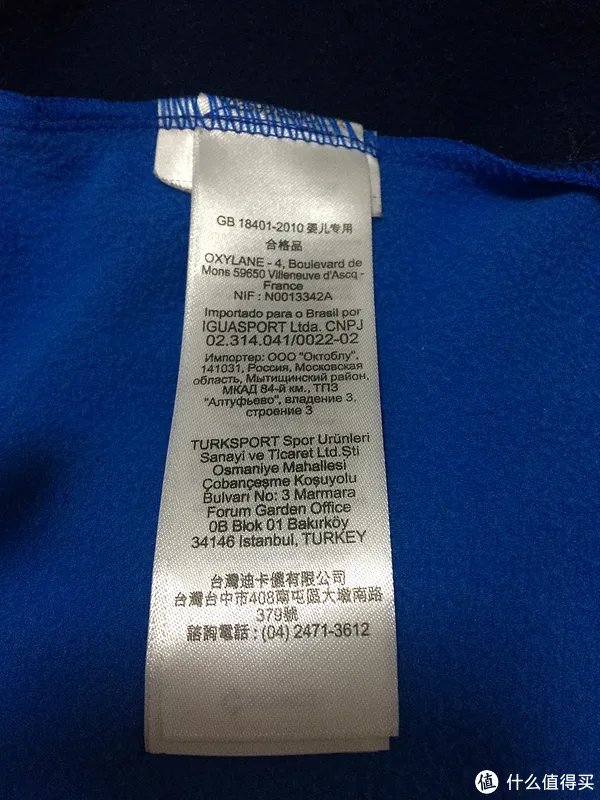 GB 18401-2010 婴儿专用
合格品
OXYLANE - 4, Boulevard de
Mons 59650 Villeneuve d'Ascq -
France
NIF : N0013342A
Importado para o Brasil por
IGUASPORT Ltda. CNPJ
02.314.041/0022-02
Импортер: ООО "Октоблу",
141031, Россия, Московская
область, Мытищинский район,
МКАД 84-й км., ТПЗ
"Алтуфьево", владение 3,
строение 3
TURKSPORT Spor Urünleri
Sanayi ve Ticaret Ltd.Şti
Osmaniye Mahallesi
Çobançeşme Koşuyolu
Bulvarı No: 3 Marmara
Forum Garden Office
0B Blok 01 Bakırköy
34146 Istanbul, TURKEY
台灣迪卡儂有限公司
台灣台中市408南屯區大墩南路
379號
諮詢電話 : (04) 2471-3612
值 什么值得买